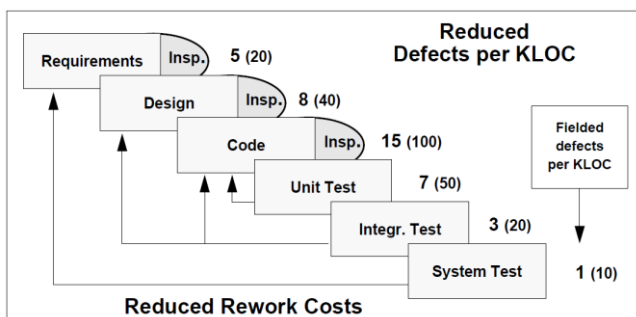 Reduced
Defects per KLOC
Requirements
Insp.
5 (20)
Design
Insp.
8 (40)
Code
Insp.
15 (100)
Unit Test
7 (50)
Integr. Test
3 (20)
System Test
1 (10)
Fielded
defects
per KLOC
Reduced Rework Costs